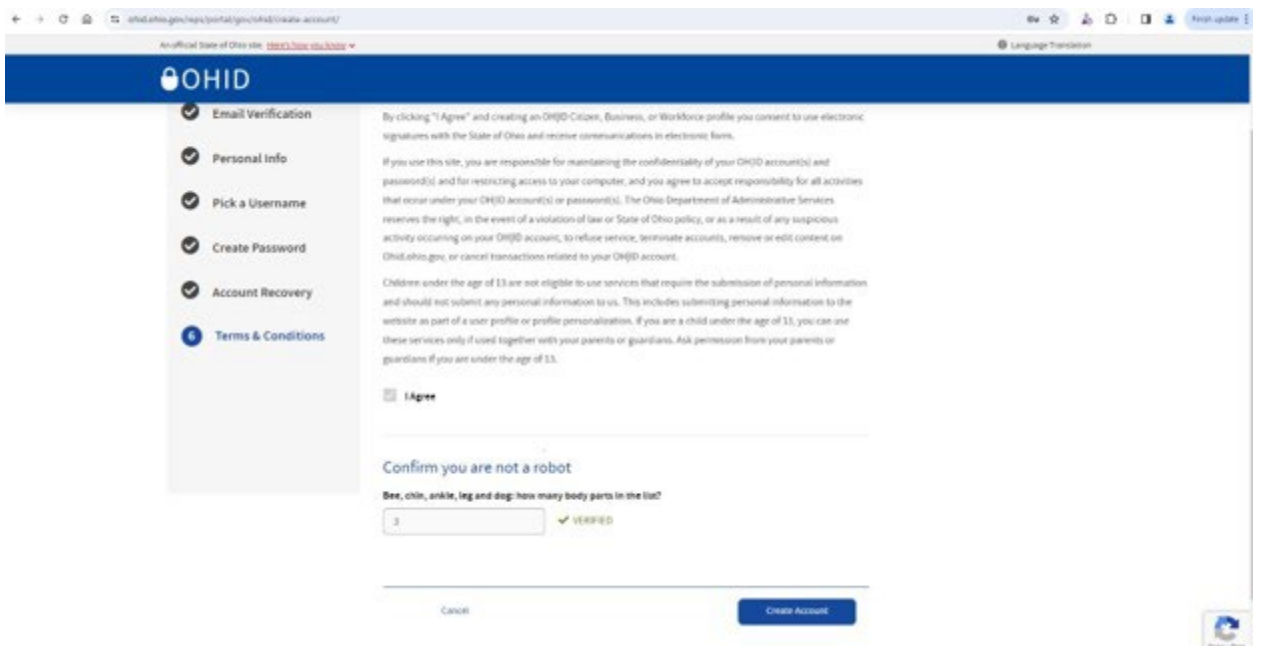 ohid.ohio.gov/wps/portal/gov/ohid/create-account/
Finish update
An official State of Ohio site. Here's how you know
Language Translation
OHID
Email Verification
Personal Info
Pick a Username
Create Password
Account Recovery
6 Terms & Conditions
By clicking "I Agree" and creating an OH|ID Citizen, Business, or Workforce profile you consent to use electronic
signatures with the State of Ohio and receive communications in electronic form.
If you use this site, you are responsible for maintaining the confidentiality of your OH|ID account(s) and
password(s) and for restricting access to your computer, and you agree to accept responsibility for all activities
that occur under your OH|ID account(s) or password(s). The Ohio Department of Administrative Services
reserves the right, in the event of a violation of law or State of Ohio policy, or as a result of any suspicious
activity occurring on your OH|ID account, to refuse service, terminate accounts, remove or edit content on
Ohid.ohio.gov, or cancel transactions related to your OH|ID account.
Children under the age of 13 are not eligible to use services that require the submission of personal information
and should not submit any personal information to us. This includes submitting personal information to the
website as part of a user profile or profile personalization. If you are a child under the age of 13, you can use
these services only if used together with your parents or guardians. Ask permission from your parents or
guardians if you are under the age of 13.
I Agree
Confirm you are not a robot
Bee, chin, ankle, leg and dog: how many body parts in the list?
3
VERIFIED
Cancel
Create Account